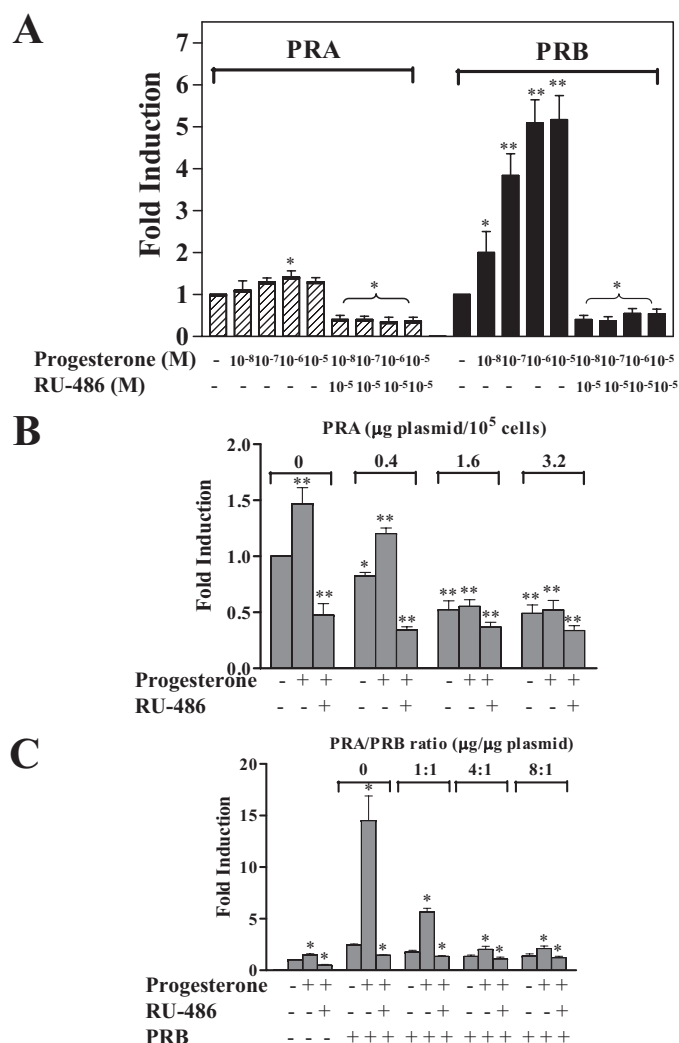 A
7
6
5
4
3
2
1
0
Fold Induction
PRA
PRB
*
*
*
**
**
**
*
Progesterone (M) - 10-8 10-7 10-6 10-5 10-8 10-7 10-6 10-5 - 10-8 10-7 10-6 10-5 10-8 10-7 10-6 10-5
RU-486 (M) - - - - - 10-5 10-5 10-5 10-5 - - - - - 10-5 10-5 10-5 10-5
B
PRA (μg plasmid/10⁵ cells)
0 0.4 1.6 3.2
2.0
1.5
1.0
0.5
0.0
Fold Induction
** ** * ** ** ** ** ** ** ** **
Progesterone - + + - + + - + + - + +
RU-486 - - + - - + - - + - - +
C
PRA/PRB ratio (μg/μg plasmid)
0 1:1 4:1 8:1
20
15
10
5
0
Fold Induction
* * * * * * * * * *
Progesterone - + + - + + - + + - + + - + +
RU-486 - - + - - + - - + - - + - - +
PRB - - - + + + + + + + + + + + +